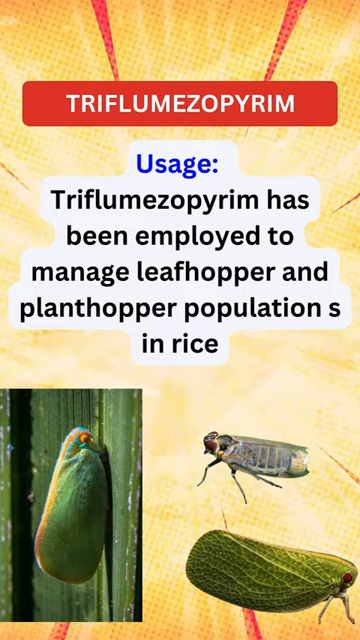 TRIFLUMEZOPYRIM
Usage:
Triflumezopyrim has
been employed to
manage leafhopper and
planthopper population s
in rice